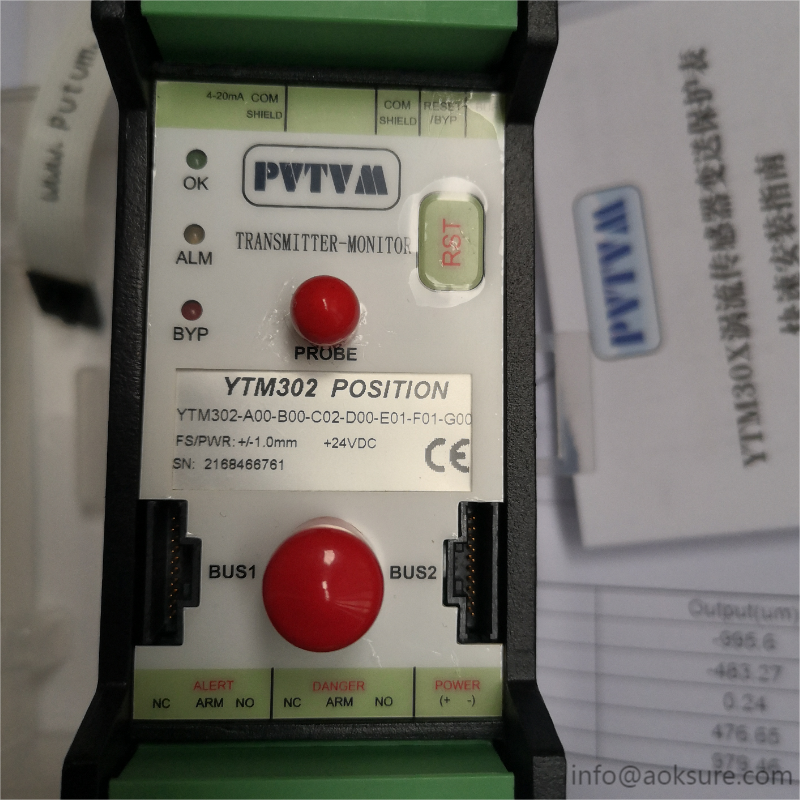 www.Putvm.
4-20mA COM
SHIELD
COM
SHIELD
RESET
/BYP
OK
PVTVM
TRANSMITTER-MONITOR
RST
ALM
BYP
PROBE
YTM302 POSITION
YTM302-A00-B00-C02-D00-E01-F01-G00
FS/PWR: +/-1.0mm +24VDC
CE
SN: 2168466761
BUS1
BUS2
ALERT
NC ARM NO
DANGER
NC ARM NO
POWER
(+ -)
PVTVM
YTM30X涡流传感器变送保护表
快速安装指南
Output(um)
-995.6
-483.27
0.24
476.65
979.46
info@aoksure.com